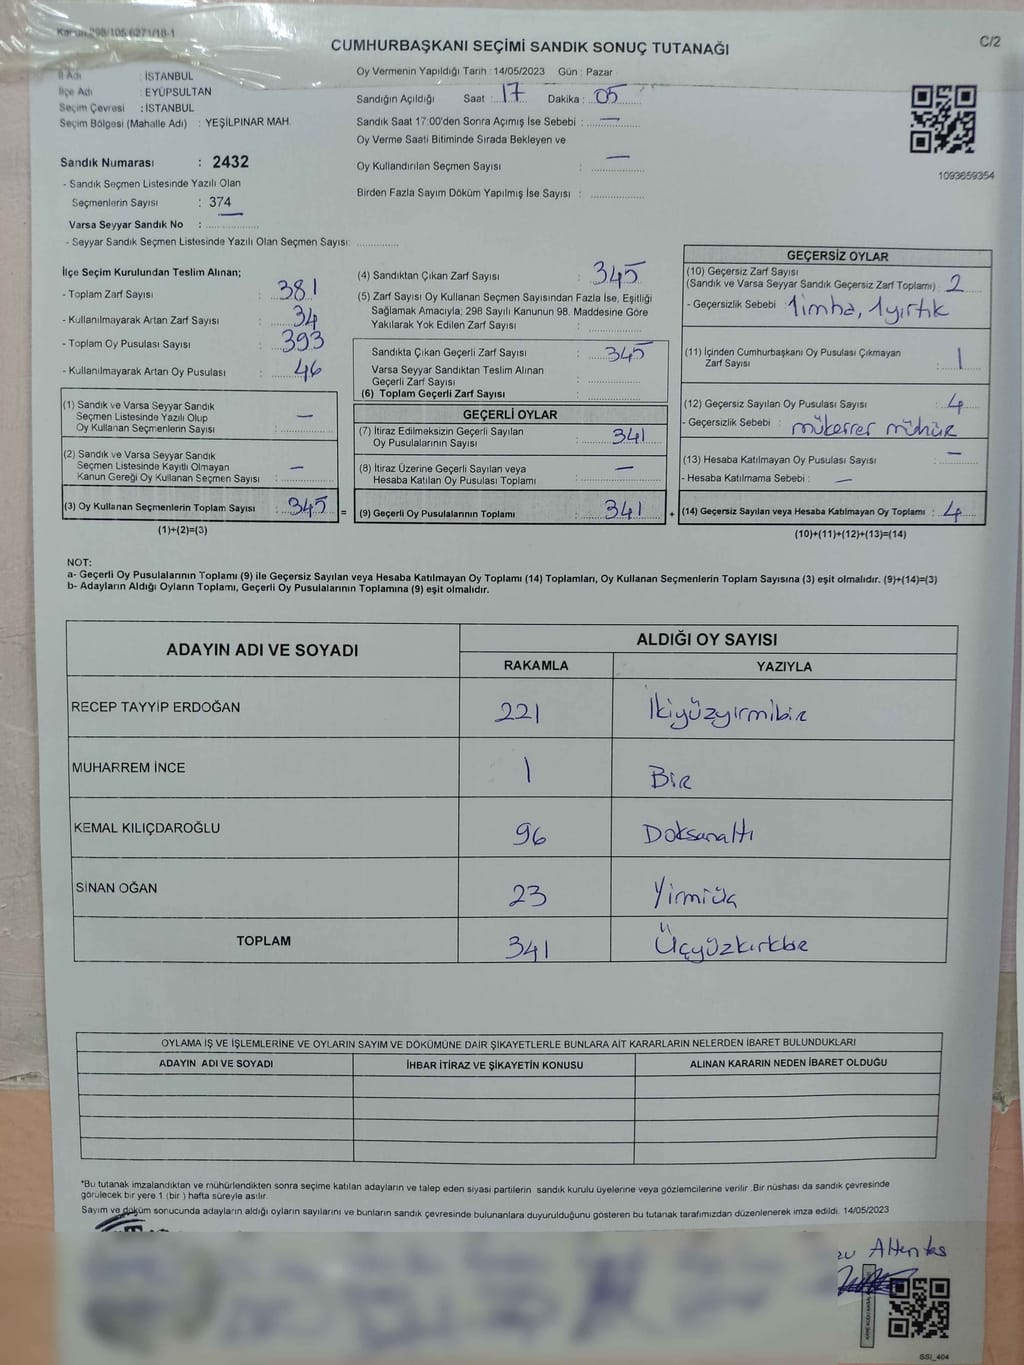 Kanun 298/105 6271/18-1
CUMHURBAŞKANI SEÇİMİ SANDIK SONUÇ TUTANAĞI
C/2
İl Adı : İSTANBUL
İlçe Adı : EYÜPSULTAN
Seçim Çevresi : İSTANBUL
Seçim Bölgesi (Mahalle Adı) : YEŞİLPINAR MAH.
Sandık Numarası : 2432
- Sandık Seçmen Listesinde Yazılı Olan
Seçmenlerin Sayısı : 374
Varsa Seyyar Sandık No : ..............
- Seyyar Sandık Seçmen Listesinde Yazılı Olan Seçmen Sayısı: ............
Oy Vermenin Yapıldığı Tarih : 14/05/2023 Gün : Pazar
Sandığın Açıldığı Saat : 17 Dakika : 05
Sandık Saat 17:00'den Sonra Açımış İse Sebebi : —
Oy Verme Saati Bitiminde Sırada Bekleyen ve
Oy Kullandırılan Seçmen Sayısı : —
Birden Fazla Sayım Döküm Yapılmış İse Sayısı : ..............
1093659354
İlçe Seçim Kurulundan Teslim Alınan;
- Toplam Zarf Sayısı : 381
- Kullanılmayarak Artan Zarf Sayısı : 34
- Toplam Oy Pusulası Sayısı : 393
- Kullanılmayarak Artan Oy Pusulası : 46
(1) Sandık ve Varsa Seyyar Sandık
Seçmen Listesinde Yazılı Olup
Oy Kullanan Seçmenlerin Sayısı : —
(2) Sandık ve Varsa Seyyar Sandık
Seçmen Listesinde Kayıtlı Olmayan
Kanun Gereği Oy Kullanan Seçmen Sayısı : —
(3) Oy Kullanan Seçmenlerin Toplam Sayısı : 345 =
(1)+(2)=(3)
(4) Sandıktan Çıkan Zarf Sayısı : 345
(5) Zarf Sayısı Oy Kullanan Seçmen Sayısından Fazla İse, Eşitliği
Sağlamak Amacıyla; 298 Sayılı Kanunun 98. Maddesine Göre
Yakılarak Yok Edilen Zarf Sayısı : ..............
Sandıkta Çıkan Geçerli Zarf Sayısı : 345
Varsa Seyyar Sandıktan Teslim Alınan
Geçerli Zarf Sayısı : ..............
(6) Toplam Geçerli Zarf Sayısı : ..............
GEÇERLİ OYLAR
(7) İtiraz Edilmeksizin Geçerli Sayılan
Oy Pusulalarının Sayısı : 341
(8) İtiraz Üzerine Geçerli Sayılan veya
Hesaba Katılan Oy Pusulası Toplamı : —
(9) Geçerli Oy Pusulalarının Toplamı : 341 +
GEÇERSİZ OYLAR
(10) Geçersiz Zarf Sayısı
(Sandık ve Varsa Seyyar Sandık Geçersiz Zarf Toplamı) : 2
- Geçersizlik Sebebi : 1 imha, 1 yırtık
(11) İçinden Cumhurbaşkanı Oy Pusulası Çıkmayan
Zarf Sayısı : 1
(12) Geçersiz Sayılan Oy Pusulası Sayısı : 4
- Geçersizlik Sebebi : mükerrer mühür
(13) Hesaba Katılmayan Oy Pusulası Sayısı : —
- Hesaba Katılmama Sebebi : —
(14) Geçersiz Sayılan veya Hesaba Katılmayan Oy Toplamı : 4
(10)+(11)+(12)+(13)=(14)
NOT:
a- Geçerli Oy Pusulalarının Toplamı (9) ile Geçersiz Sayılan veya Hesaba Katılmayan Oy Toplamı (14) Toplamları, Oy Kullanan Seçmenlerin Toplam Sayısına (3) eşit olmalıdır. (9)+(14)=(3)
b- Adayların Aldığı Oyların Toplamı, Geçerli Oy Pusulalarının Toplamına (9) eşit olmalıdır.
ADAYIN ADI VE SOYADI ALDIĞI OY SAYISI
RAKAMLA YAZIYLA
RECEP TAYYİP ERDOĞAN 221 İkiyüzyirmibir
MUHARREM İNCE 1 Bir
KEMAL KILIÇDAROĞLU 96 Doksanaltı
SİNAN OĞAN 23 Yirmiüç
TOPLAM 341 Üçyüzkırkbir
OYLAMA İŞ VE İŞLEMLERİNE VE OYLARIN SAYIM VE DÖKÜMÜNE DAİR ŞİKAYETLERLE BUNLARA AİT KARARLARIN NELERDEN İBARET BULUNDUKLARI
ADAYIN ADI VE SOYADI İHBAR İTİRAZ VE ŞİKAYETİN KONUSU ALINAN KARARIN NEDEN İBARET OLDUĞU
*Bu tutanak imzalandıktan ve mühürlendikten sonra seçime katılan adayların ve talep eden siyasi partilerin sandık kurulu üyelerine veya gözlemcilerine verilir .Bir nüshası da sandık çevresinde
görülecek bir yere 1 (bir ) hafta süreyle asılır.
Sayım ve döküm sonucunda adayların aldığı oyların sayılarını ve bunların sandık çevresinde bulunanlara duyurulduğunu gösteren bu tutanak tarafımızdan düzenlenerek imza edildi. 14/05/2023
SSİ_404